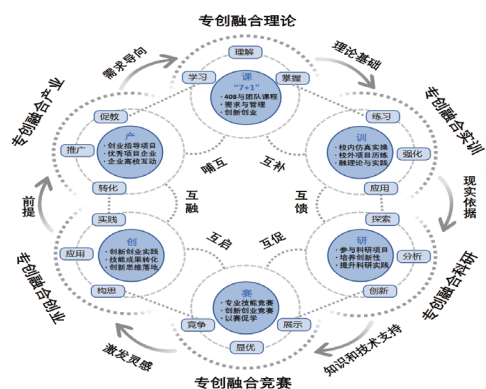 专创融合理论
理解
学习
掌握
课
“7+1”
· 408与团队课程
· 需求与管理
· 创新创业
需求导向
理论基础
专创融合产业
促教
推广
转化
产
· 创业指导项目
· 优秀项目企业
· 企业高校互动
专创融合实训
练习
强化
应用
训
· 校内仿真实操
· 校外项目历练
· 融理论与实践
哺互
互补
互融
互馈
互启
互促
前提
现实依据
专创融合创业
实践
应用
构思
创
· 创新创业实践
· 技能成果转化
· 创新思维落地
专创融合科研
探索
分析
创新
研
· 参与科研项目
· 培养创新性
· 提升科研实践
赛
· 专业技能竞赛
· 创新创业竞赛
· 以赛促学
竞争
展示
显优
激发灵感
知识和技术支持
专创融合竞赛